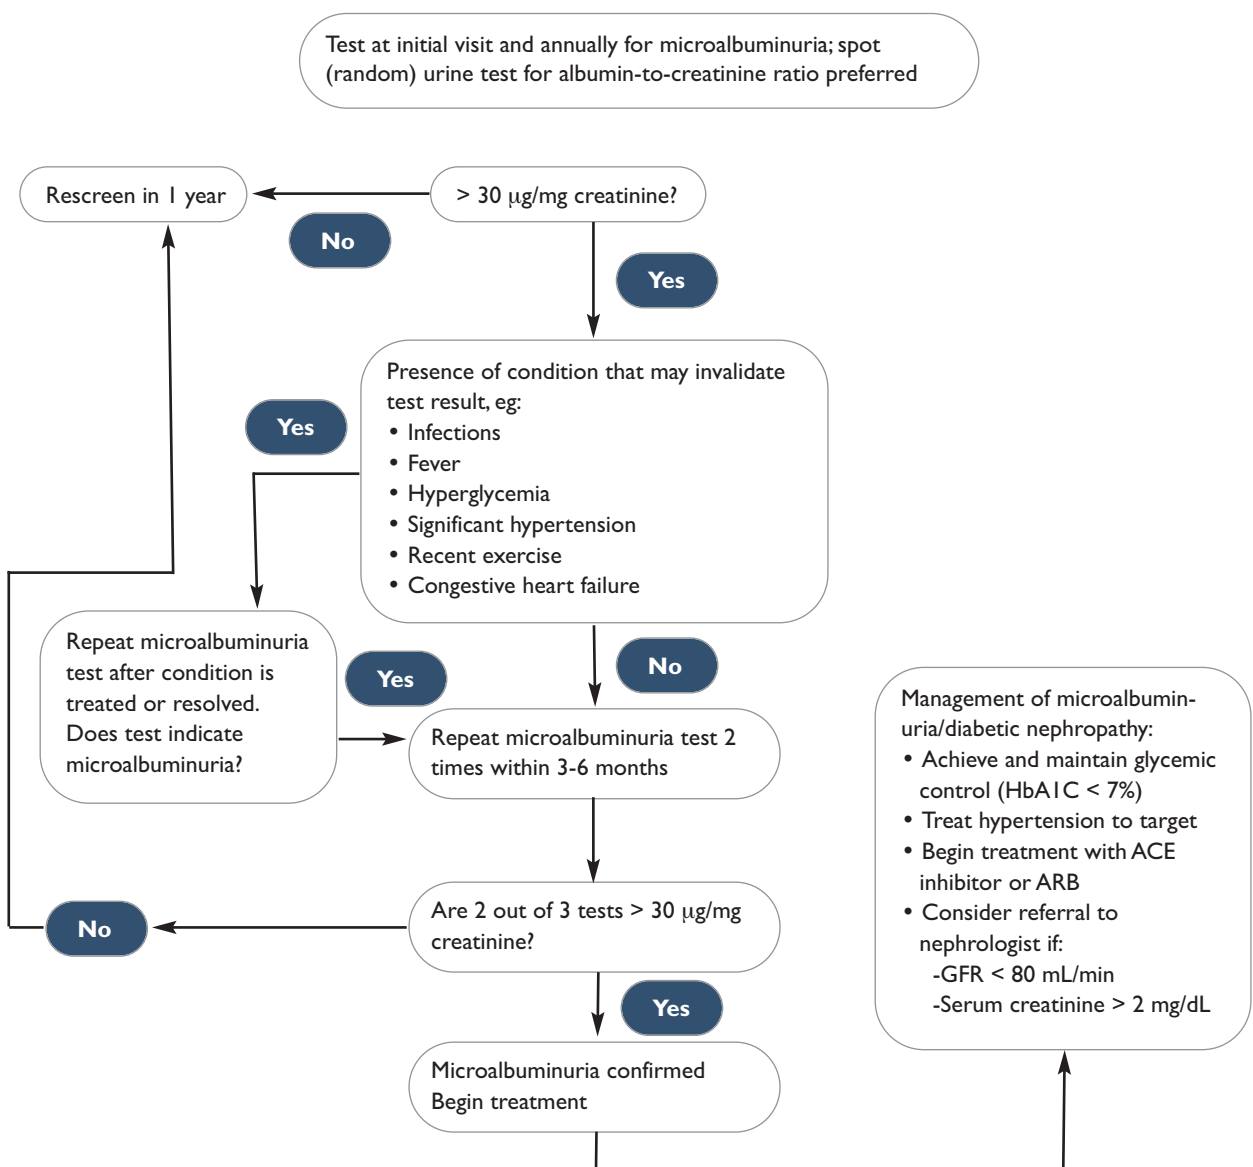 Test at initial visit and annually for microalbuminuria; spot
(random) urine test for albumin-to-creatinine ratio preferred
Rescreen in 1 year
> 30 µg/mg creatinine?
No
Yes
Presence of condition that may invalidate
test result, eg:
• Infections
• Fever
• Hyperglycemia
• Significant hypertension
• Recent exercise
• Congestive heart failure
Yes
Repeat microalbuminuria
test after condition is
treated or resolved.
Does test indicate
microalbuminuria?
Yes
No
Repeat microalbuminuria test 2
times within 3-6 months
Are 2 out of 3 tests > 30 µg/mg
creatinine?
No
Yes
Microalbuminuria confirmed
Begin treatment
Management of microalbumin-
uria/diabetic nephropathy:
• Achieve and maintain glycemic
control (HbA1C < 7%)
• Treat hypertension to target
• Begin treatment with ACE
inhibitor or ARB
• Consider referral to
nephrologist if:
-GFR < 80 mL/min
-Serum creatinine > 2 mg/dL